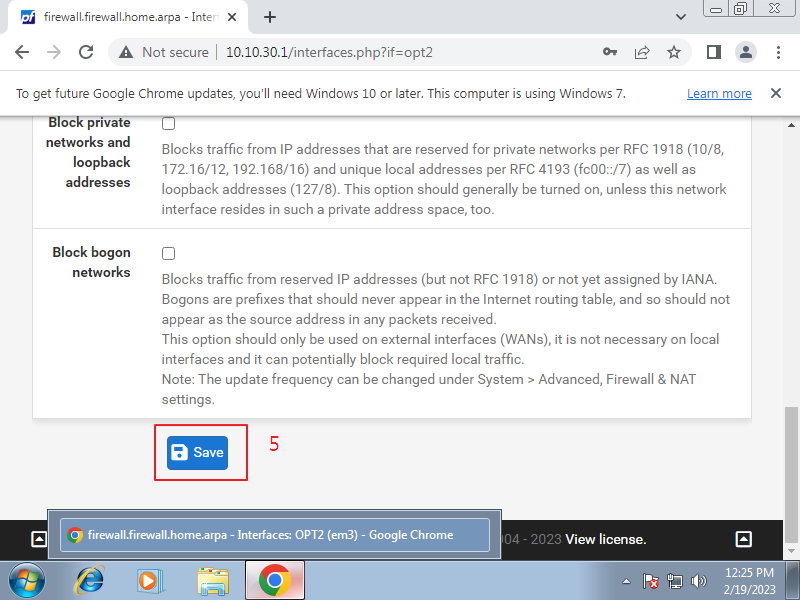 firewall.firewall.home.arpa - Inter
Not secure
10.10.30.1/interfaces.php?if=opt2
To get future Google Chrome updates, you'll need Windows 10 or later. This computer is using Windows 7.
Learn more
Block private
networks and
loopback
addresses
Blocks traffic from IP addresses that are reserved for private networks per RFC 1918 (10/8,
172.16/12, 192.168/16) and unique local addresses per RFC 4193 (fc00::/7) as well as
loopback addresses (127/8). This option should generally be turned on, unless this network
interface resides in such a private address space, too.
Block bogon
networks
Blocks traffic from reserved IP addresses (but not RFC 1918) or not yet assigned by IANA.
Bogons are prefixes that should never appear in the Internet routing table, and so should not
appear as the source address in any packets received.
This option should only be used on external interfaces (WANs), it is not necessary on local
interfaces and it can potentially block required local traffic.
Note: The update frequency can be changed under System > Advanced, Firewall & NAT
settings.
Save
5
firewall.firewall.home.arpa - Interfaces: OPT2 (em3) - Google Chrome
04 - 2023 View license.
12:25 PM
2/19/2023